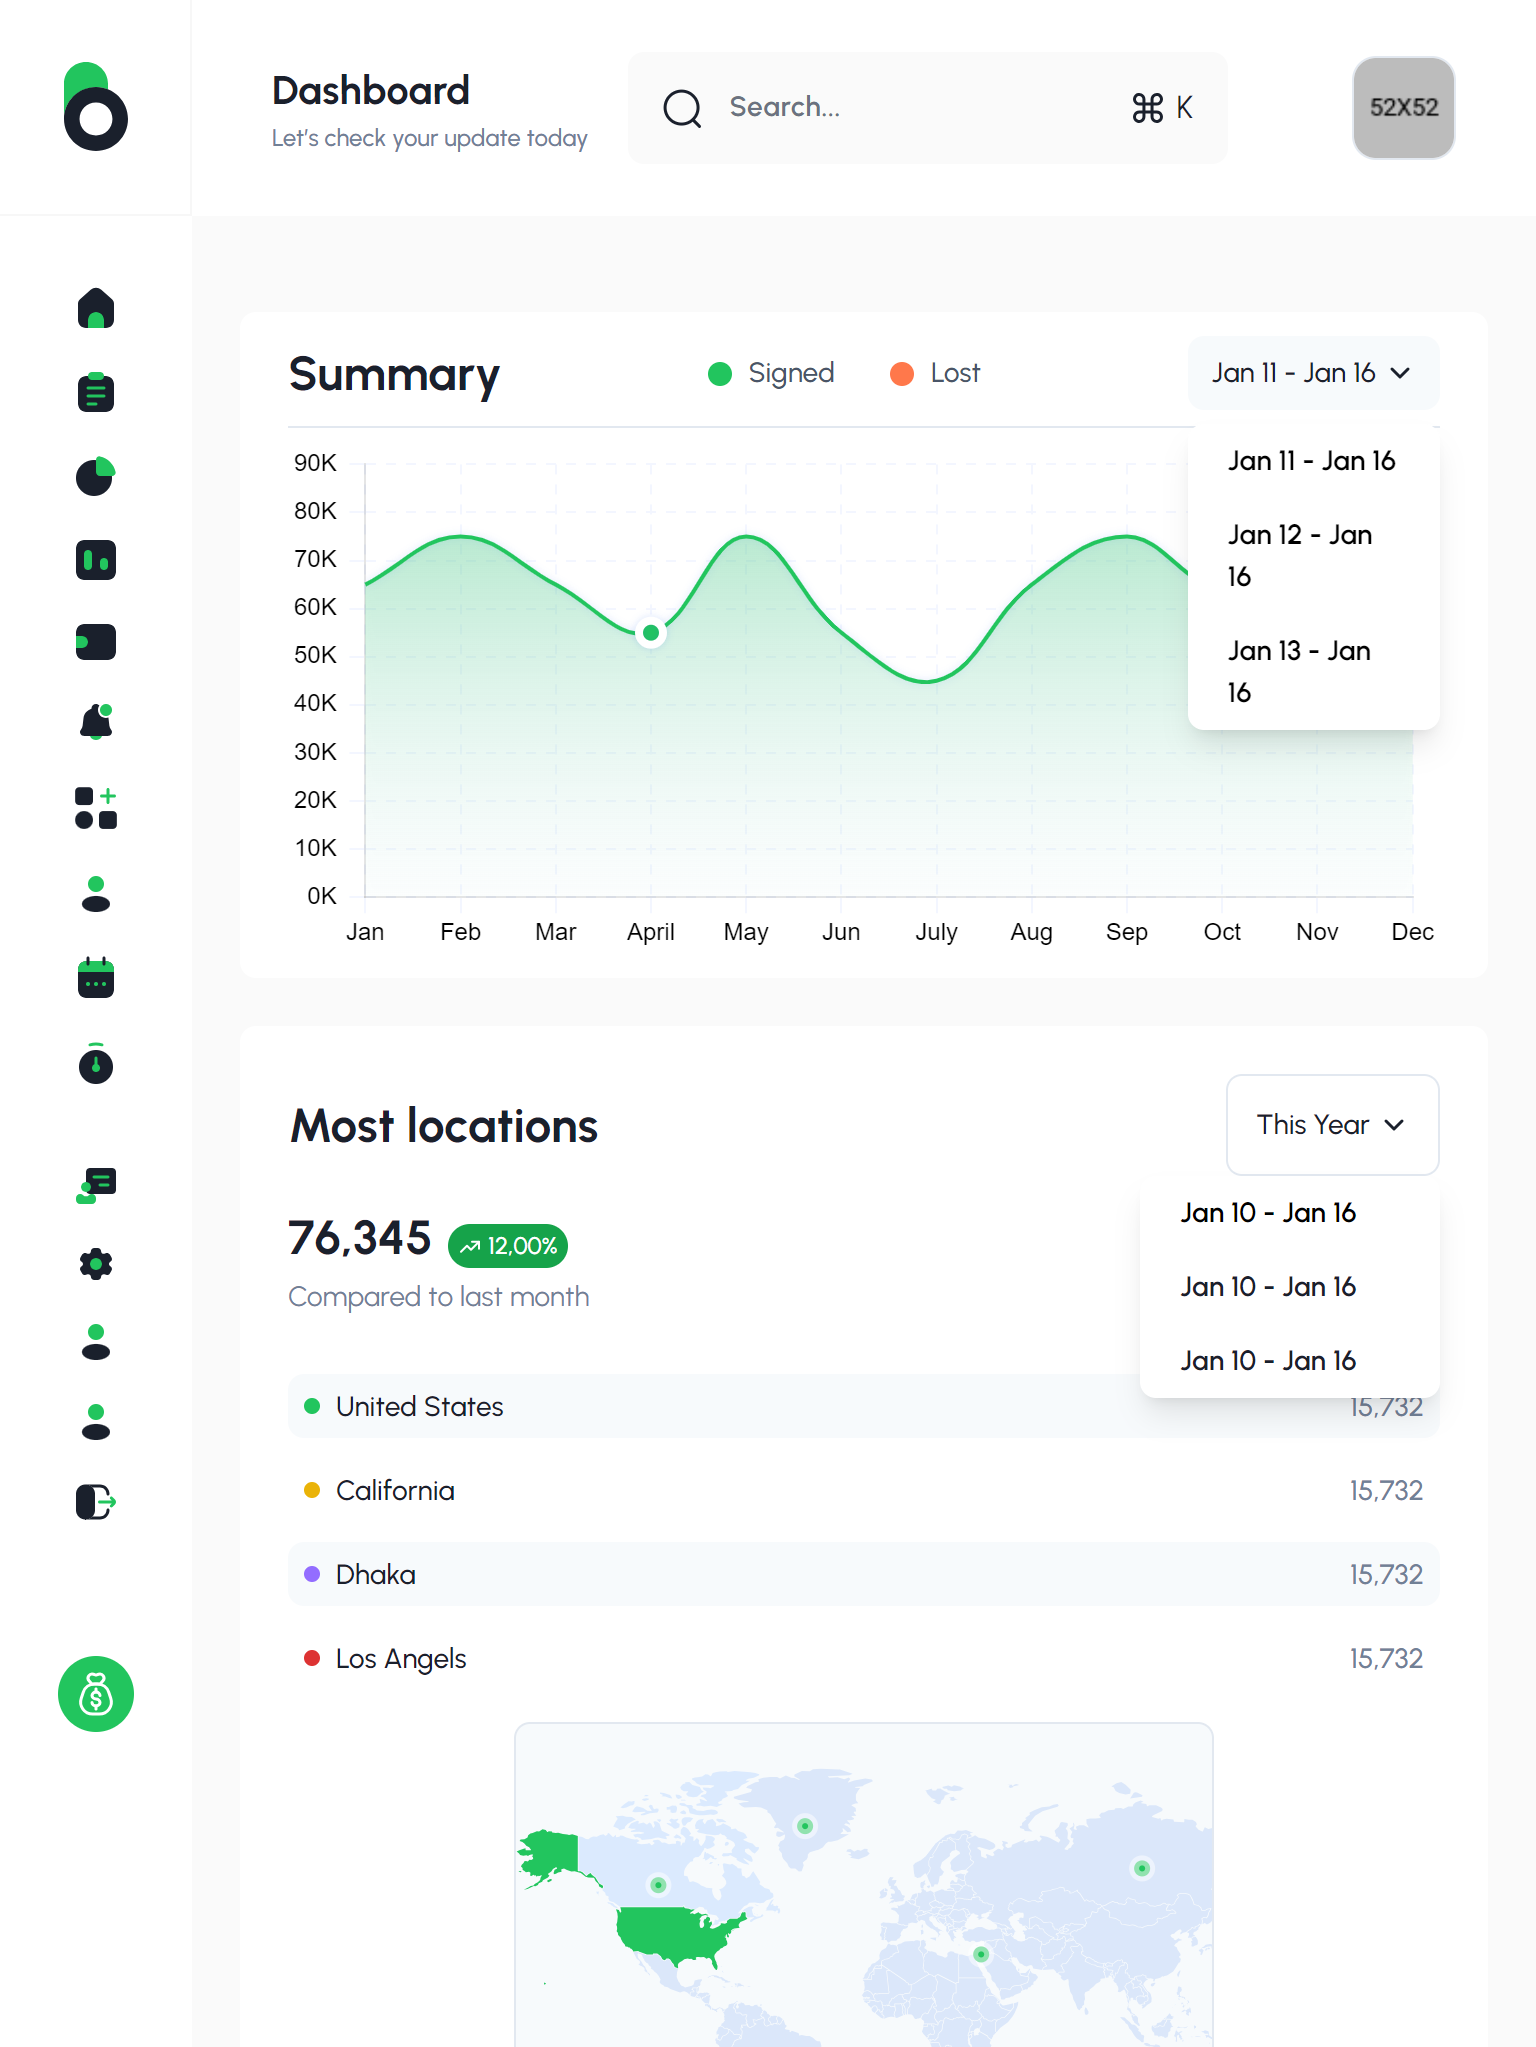 Dashboard
Let's check your update today
Search...
⌘ K
52X52
Summary
Signed
Lost
Jan 11 - Jan 16
Jan 11 - Jan 16
Jan 12 - Jan
16
Jan 13 - Jan
16
90K
80K
70K
60K
50K
40K
30K
20K
10K
0K
Jan
Feb
Mar
April
May
Jun
July
Aug
Sep
Oct
Nov
Dec
Most locations
This Year
Jan 10 - Jan 16
Jan 10 - Jan 16
Jan 10 - Jan 16
76,345
12,00%
Compared to last month
United States
15,732
California
15,732
Dhaka
15,732
Los Angels
15,732